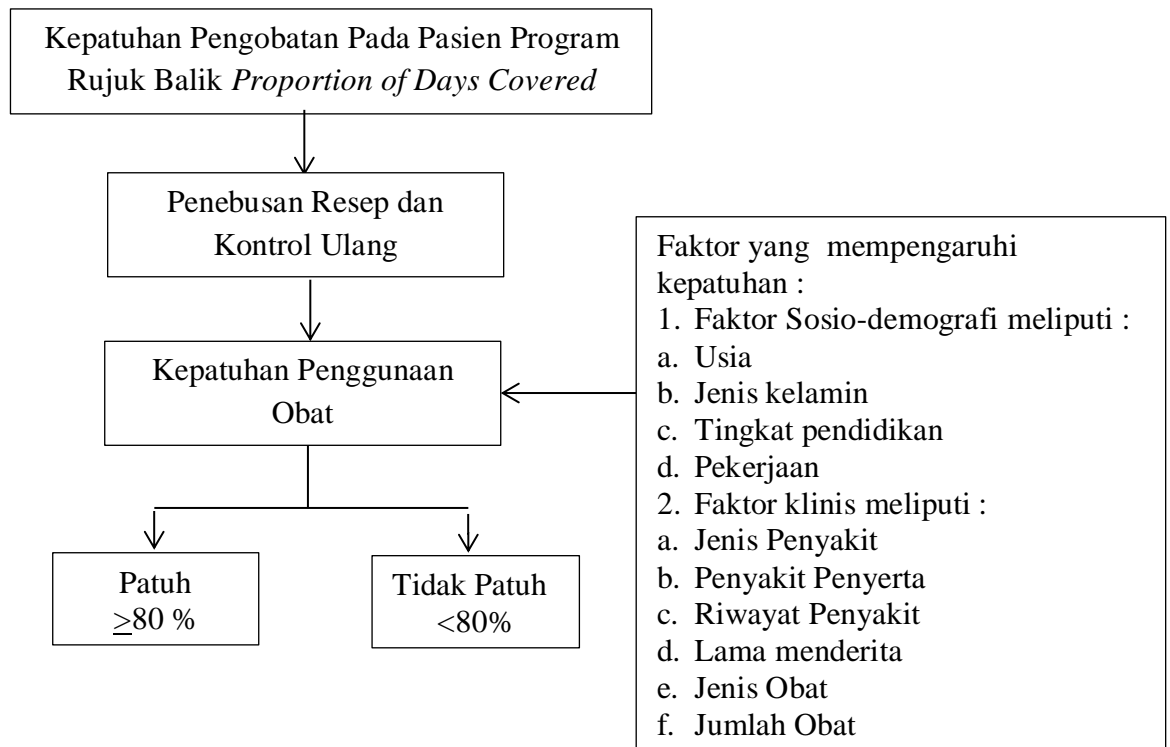 Kepatuhan Pengobatan Pada Pasien Program
Rujuk Balik Proportion of Days Covered
Penebusan Resep dan
Kontrol Ulang
Kepatuhan Penggunaan
Obat
Patuh
≥80 %
Tidak Patuh
<80%
Faktor yang mempengaruhi
kepatuhan :
1. Faktor Sosio-demografi meliputi :
a. Usia
b. Jenis kelamin
c. Tingkat pendidikan
d. Pekerjaan
2. Faktor klinis meliputi :
a. Jenis Penyakit
b. Penyakit Penyerta
c. Riwayat Penyakit
d. Lama menderita
e. Jenis Obat
f. Jumlah Obat